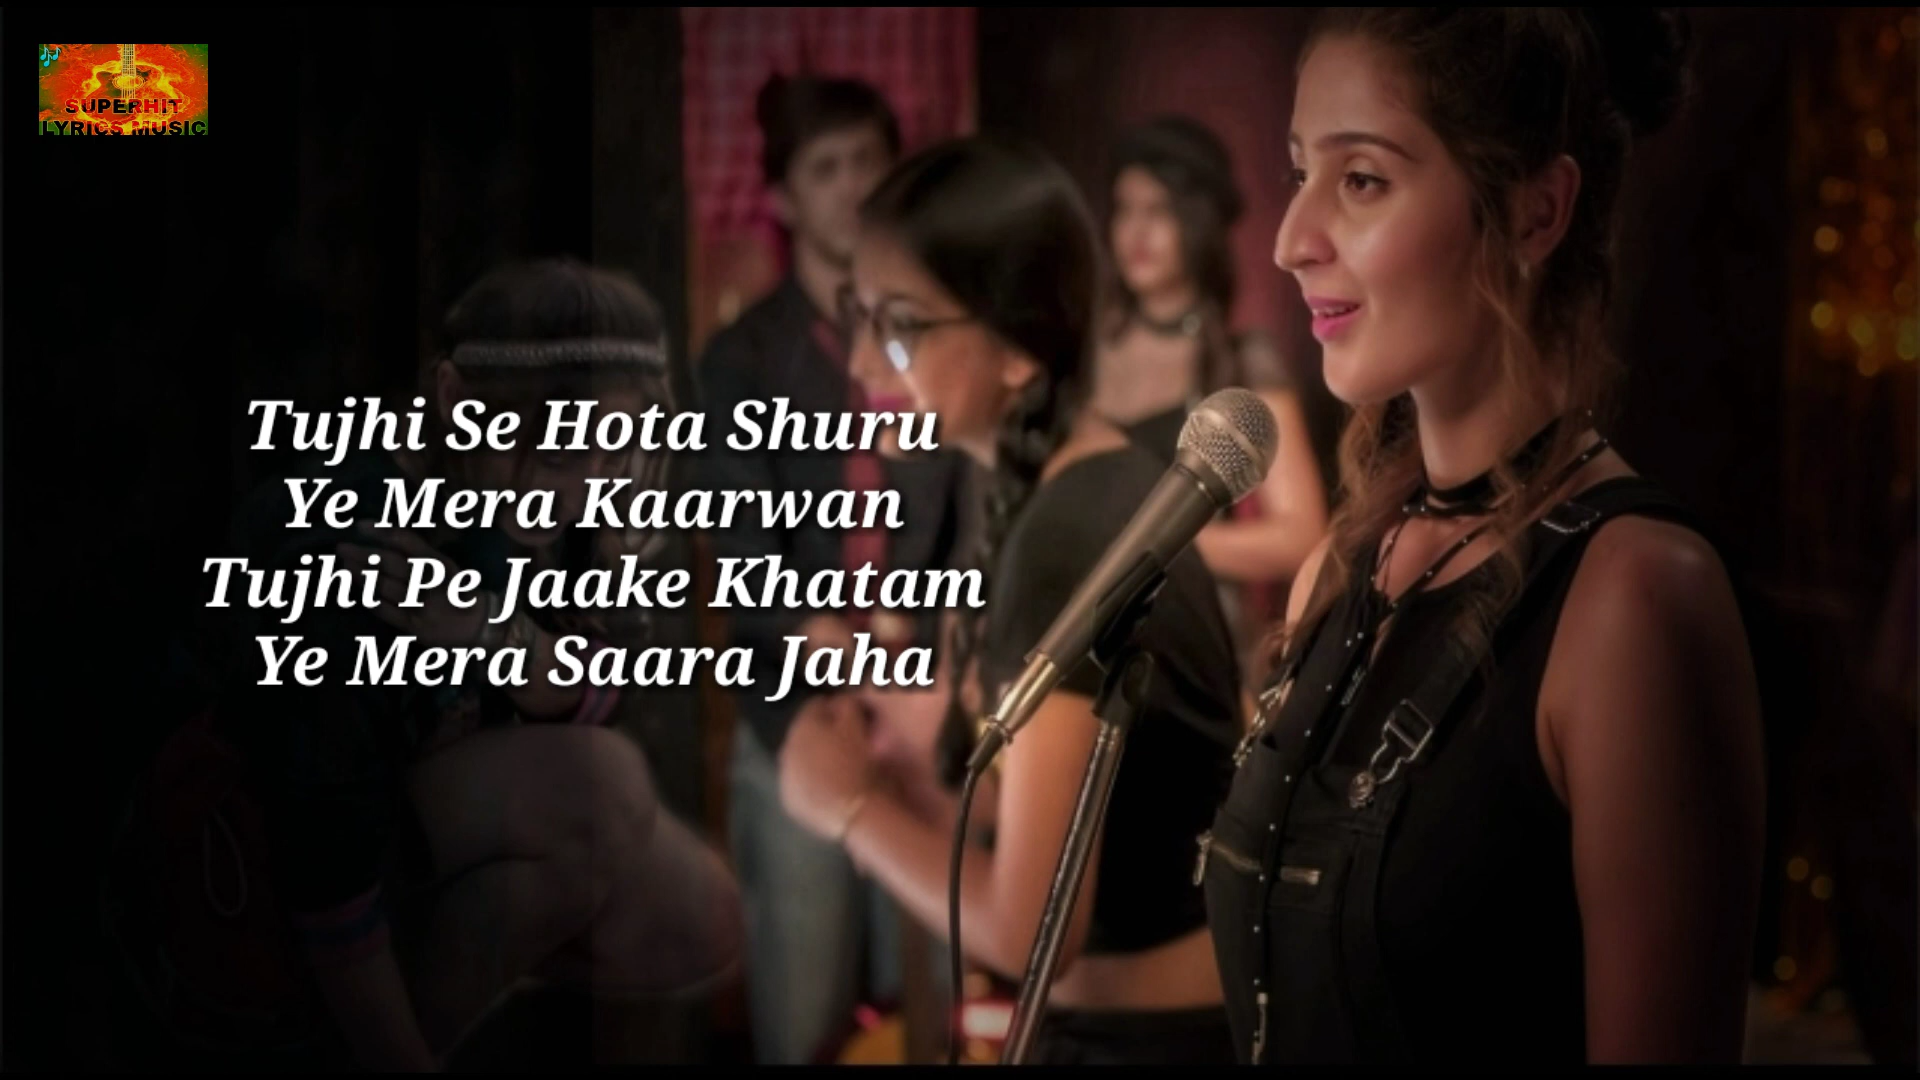 SUPERHIT
LYRICS MUSIC
Tujhi Se Hota Shuru
Ye Mera Kaarwan
Tujhi Pe Jaake Khatam
Ye Mera Saara Jaha